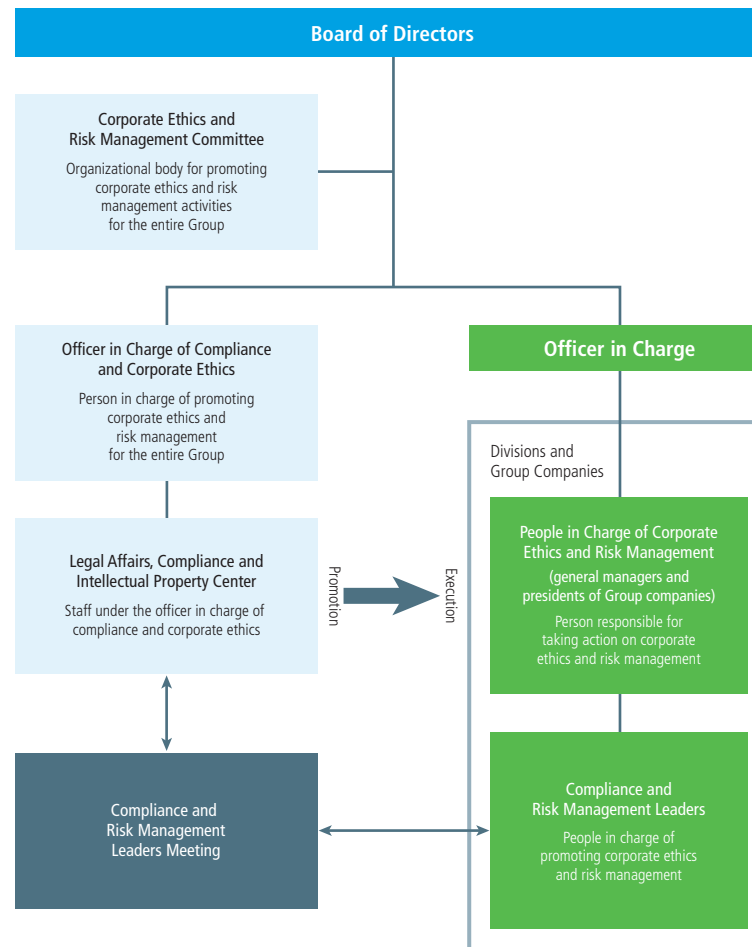 Board of Directors
Corporate Ethics and
Risk Management Committee
Organizational body for promoting
corporate ethics and risk
management activities
for the entire Group
Officer in Charge of Compliance
and Corporate Ethics
Person in charge of promoting
corporate ethics and
risk management
for the entire Group
Officer in Charge
Divisions and
Group Companies
Legal Affairs, Compliance and
Intellectual Property Center
Staff under the officer in charge of
compliance and corporate ethics
Promotion
Execution
People in Charge of Corporate
Ethics and Risk Management
(general managers and
presidents of Group companies)
Person responsible for
taking action on corporate
ethics and risk management
Compliance and
Risk Management
Leaders Meeting
Compliance and
Risk Management Leaders
People in charge of
promoting corporate ethics
and risk management